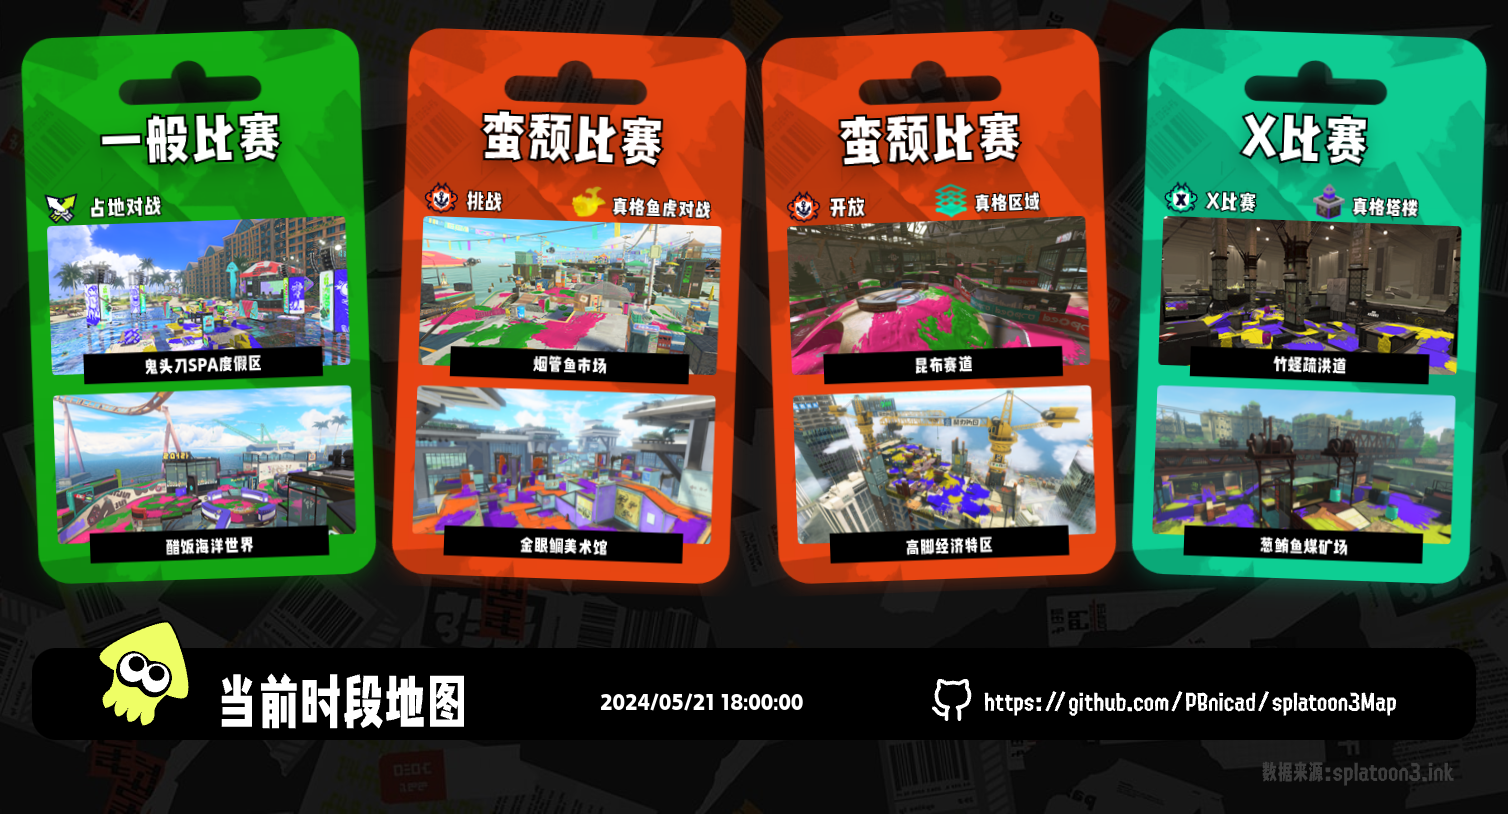 一般比赛
占地对战
鬼头刀SPA度假区
醋饭海洋世界
蛮颓比赛
挑战
真格鱼虎对战
烟管鱼市场
金眼鲷美术馆
蛮颓比赛
开放
真格区域
昆布赛道
高脚经济特区
X比赛
X比赛
真格塔楼
竹蛏疏洪道
葱鲔鱼煤矿场
当前时段地图
2024/05/21 18:00:00
https://github.com/PBnicad/splatoon3Map
数据来源:splatoon3.ink